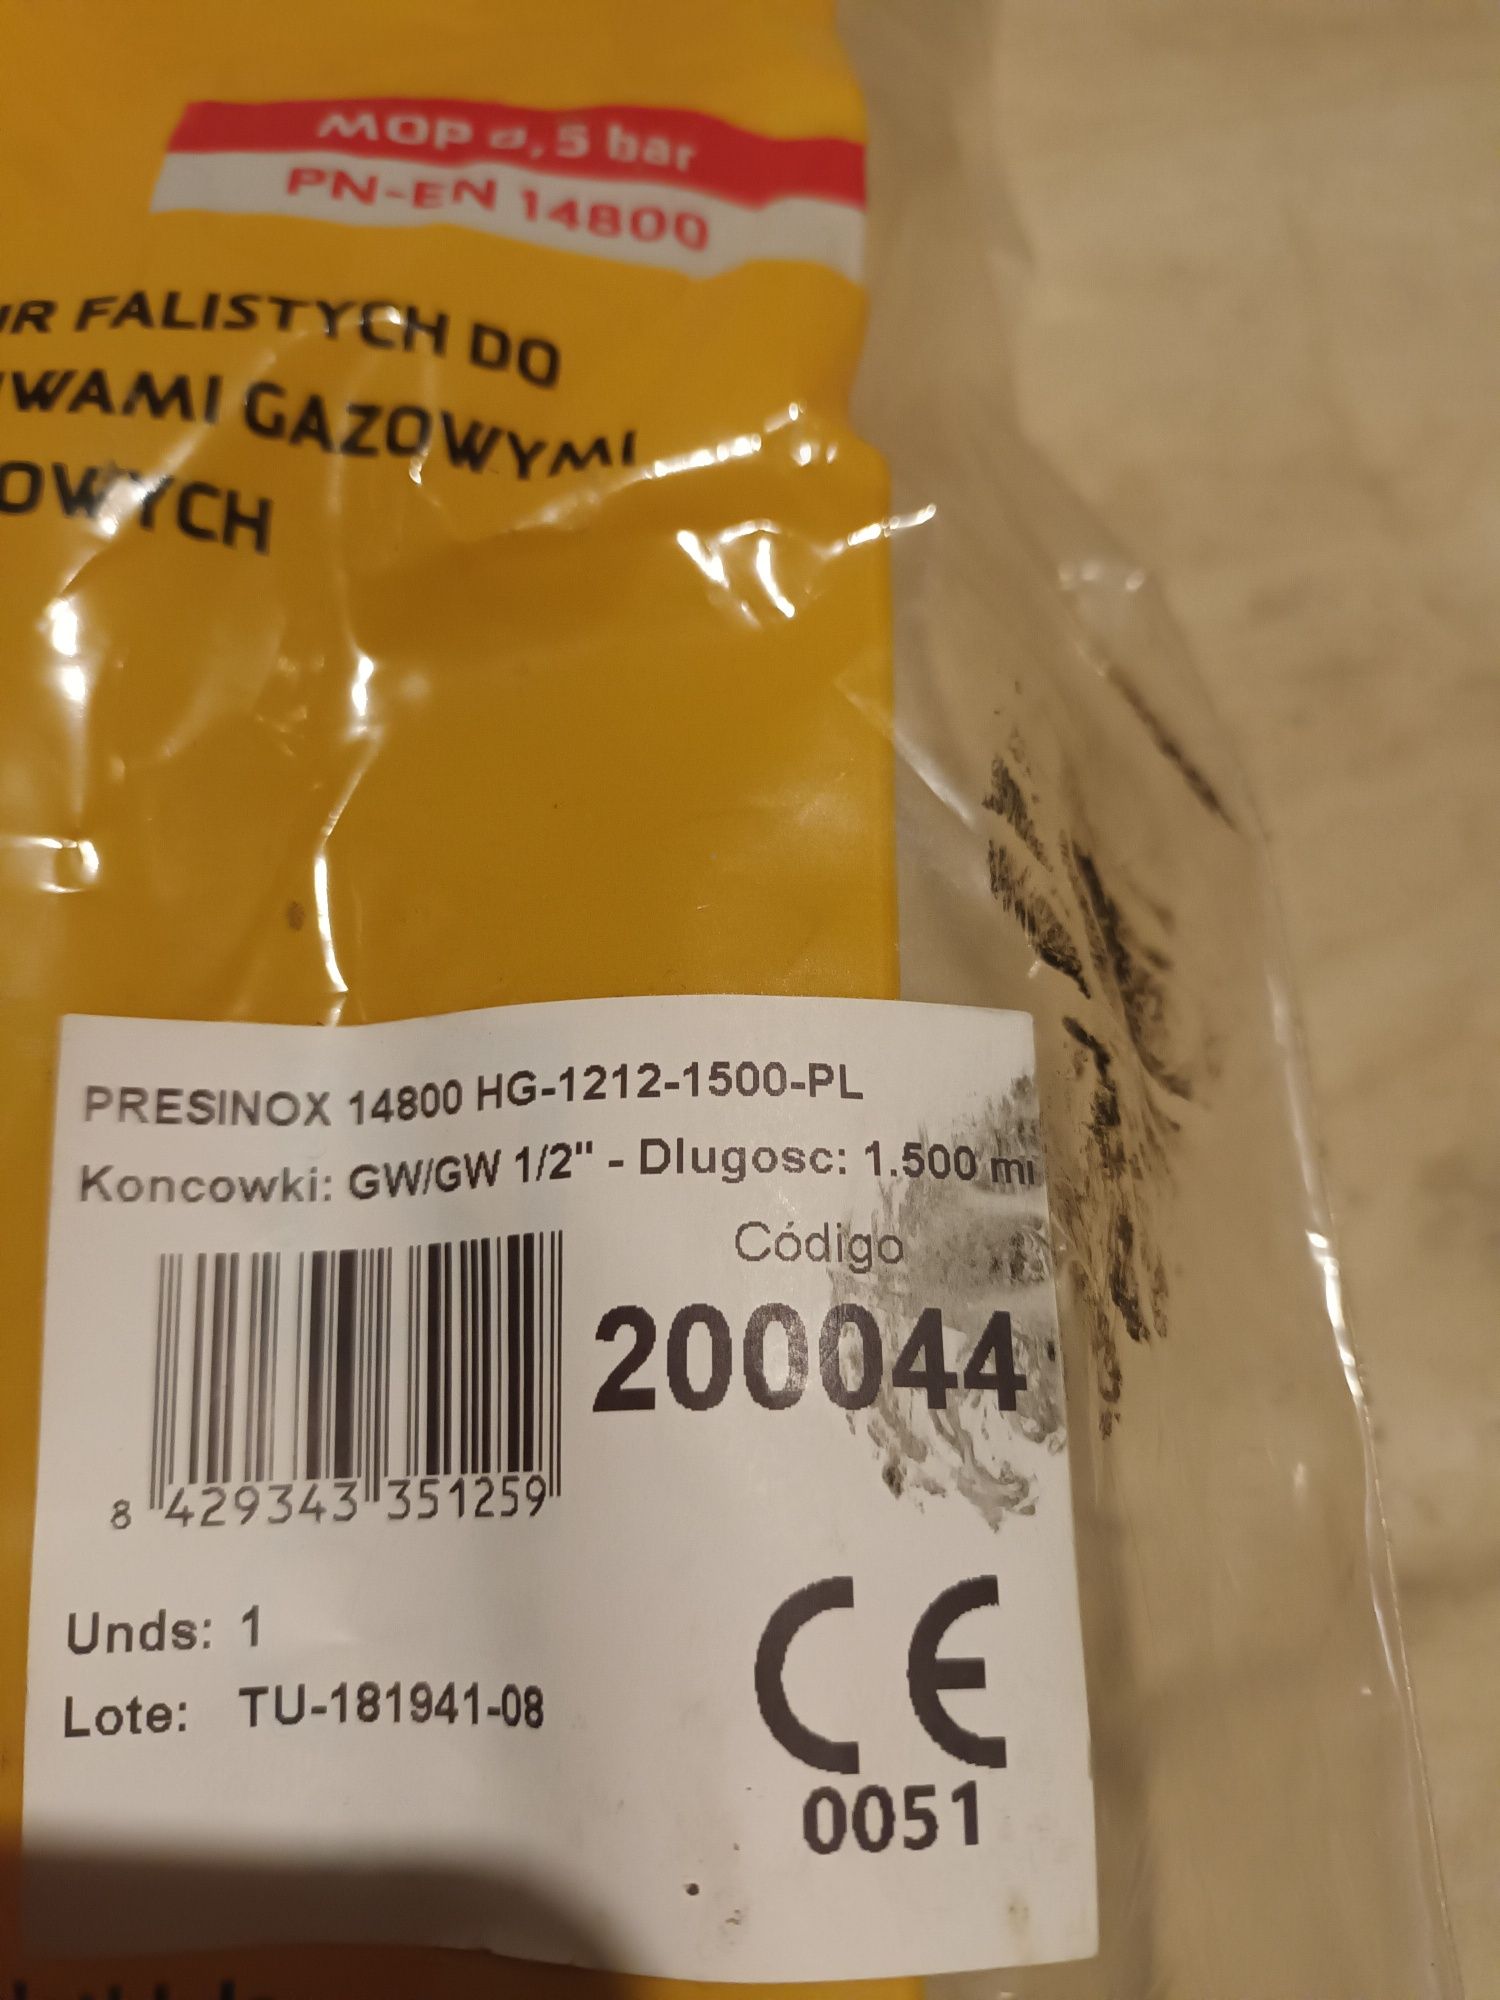 MOP 0,5 bar
PN-EN 14800
FALISTYCH DO
GAZOWYMI
PRESINOX 14800 HG-1212-1500-PL
Koncowki: GW/GW 1/2" - Dlugosc: 1.500 m
Código
200044
8 429343 351259
Unds: 1
Lote: TU-181941-08
CE
0051